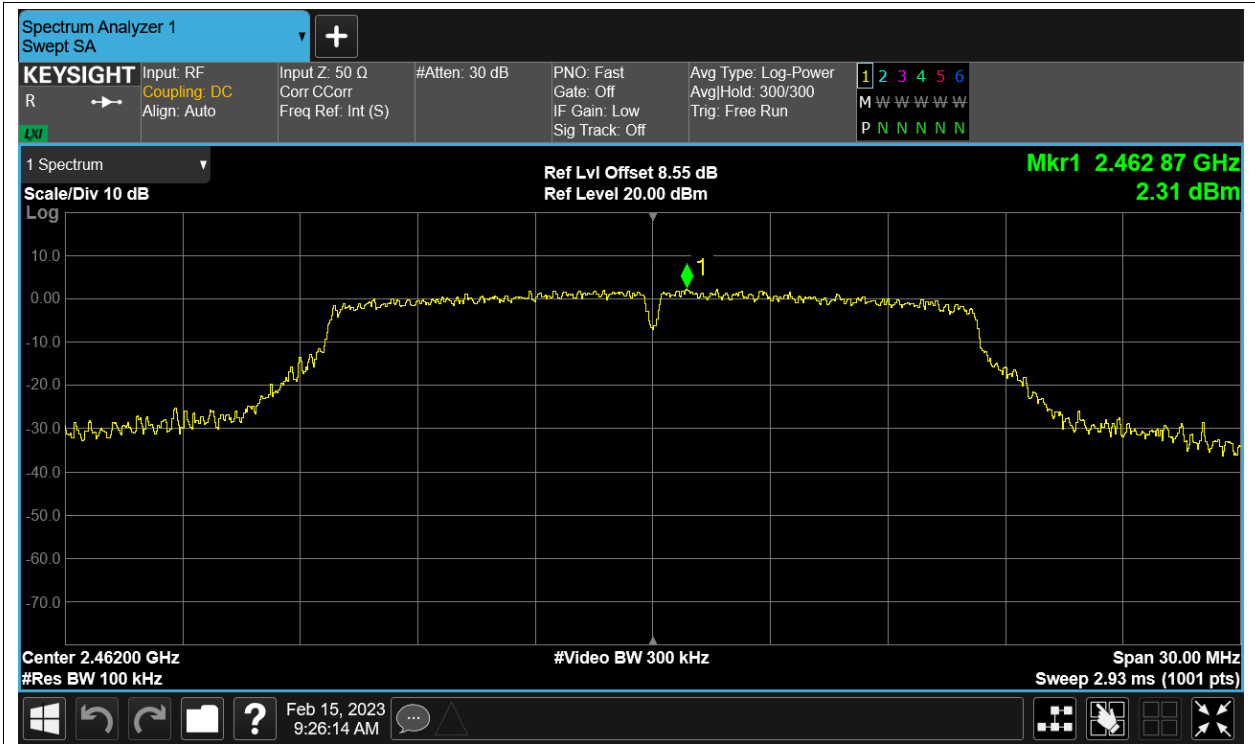 Spectrum Analyzer 1
Swept SA
KEYSIGHT
R
LXI
Input: RF
Coupling: DC
Align: Auto
Input Z: 50 Ω
Corr CCorr
Freq Ref: Int (S)
#Atten: 30 dB
PNO: Fast
Gate: Off
IF Gain: Low
Sig Track: Off
Avg Type: Log-Power
Avg|Hold: 300/300
Trig: Free Run
1 2 3 4 5 6
M W W W W W
P N N N N N
1 Spectrum
Scale/Div 10 dB
Log
Ref Lvl Offset 8.55 dB
Ref Level 20.00 dBm
Mkr1 2.462 87 GHz
2.31 dBm
1
10.0
0.00
-10.0
-20.0
-30.0
-40.0
-50.0
-60.0
-70.0
Center 2.46200 GHz
#Video BW 300 kHz
Span 30.00 MHz
#Res BW 100 kHz
Sweep 2.93 ms (1001 pts)
?
Feb 15, 2023
9:26:14 AM